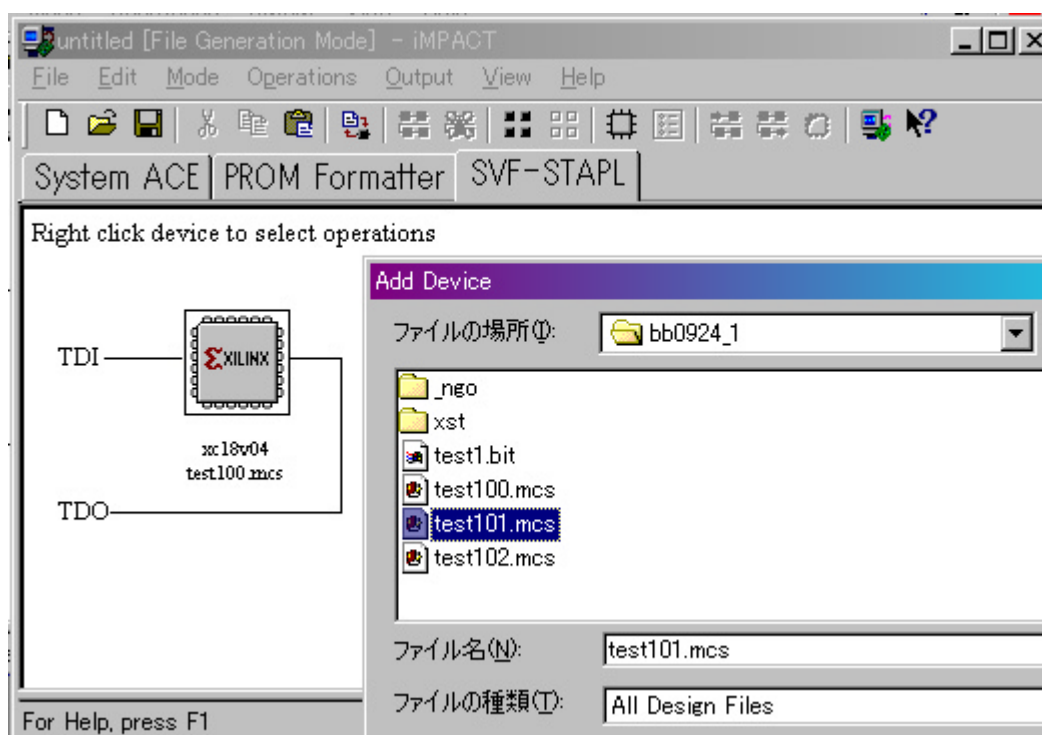 untitled [File Generation Mode] - iMPACT
File Edit Mode Operations Output View Help
System ACE PROM Formatter SVF-STAPL
Right click device to select operations
Add Device
ファイルの場所(I): bb0924_1
TDI
XILINX
_ngo
xst
test1.bit
xc18v04
test100.mcs
test100.mcs
TDO
test101.mcs
test102.mcs
ファイル名(N): test101.mcs
ファイルの種類(T): All Design Files
For Help, press F1